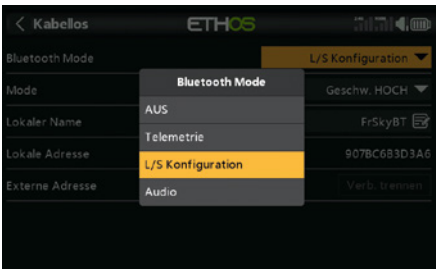 < Kabellos ETHOS
Bluetooth Mode L/S Konfiguration
Mode Geschw. HOCH
Lokaler Name FrSkyBT
Lokale Adresse 907BC683D3A6
Externe Adresse Verb. trennen
Bluetooth Mode
AUS
Telemetrie
L/S Konfiguration
Audio